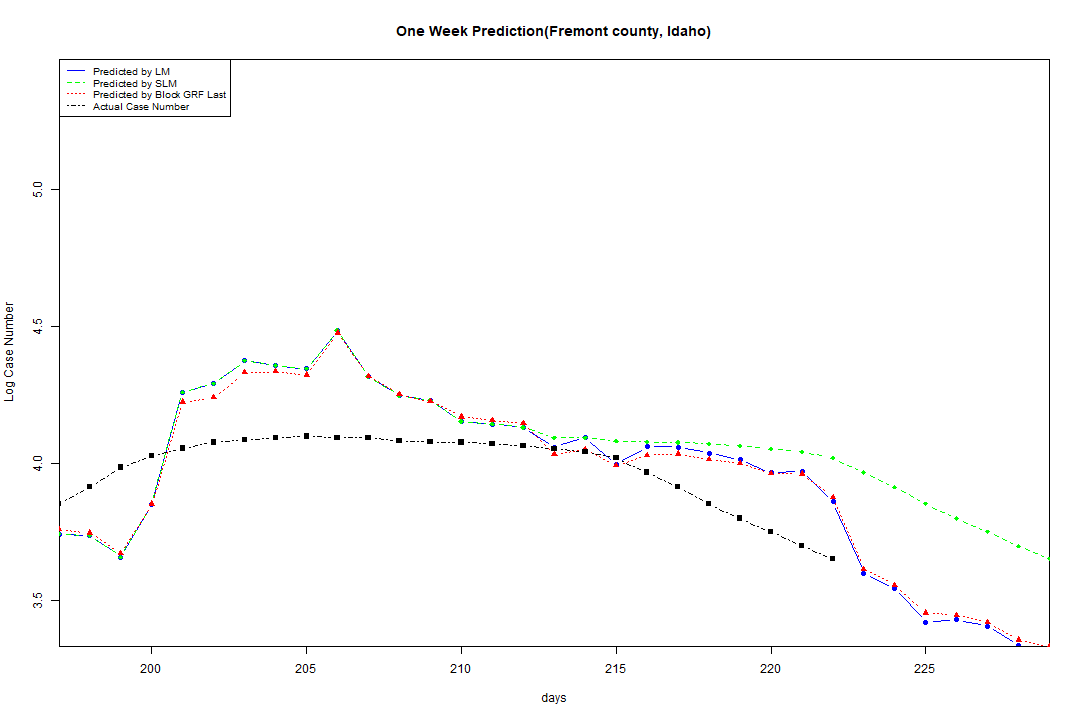 One Week Prediction(Fremont county, Idaho)
Predicted by LM
Predicted by SLM
Predicted by Block GRF Last
Actual Case Number
5.0
4.5
4.0
3.5
Log Case Number
200 205 210 215 220 225
days